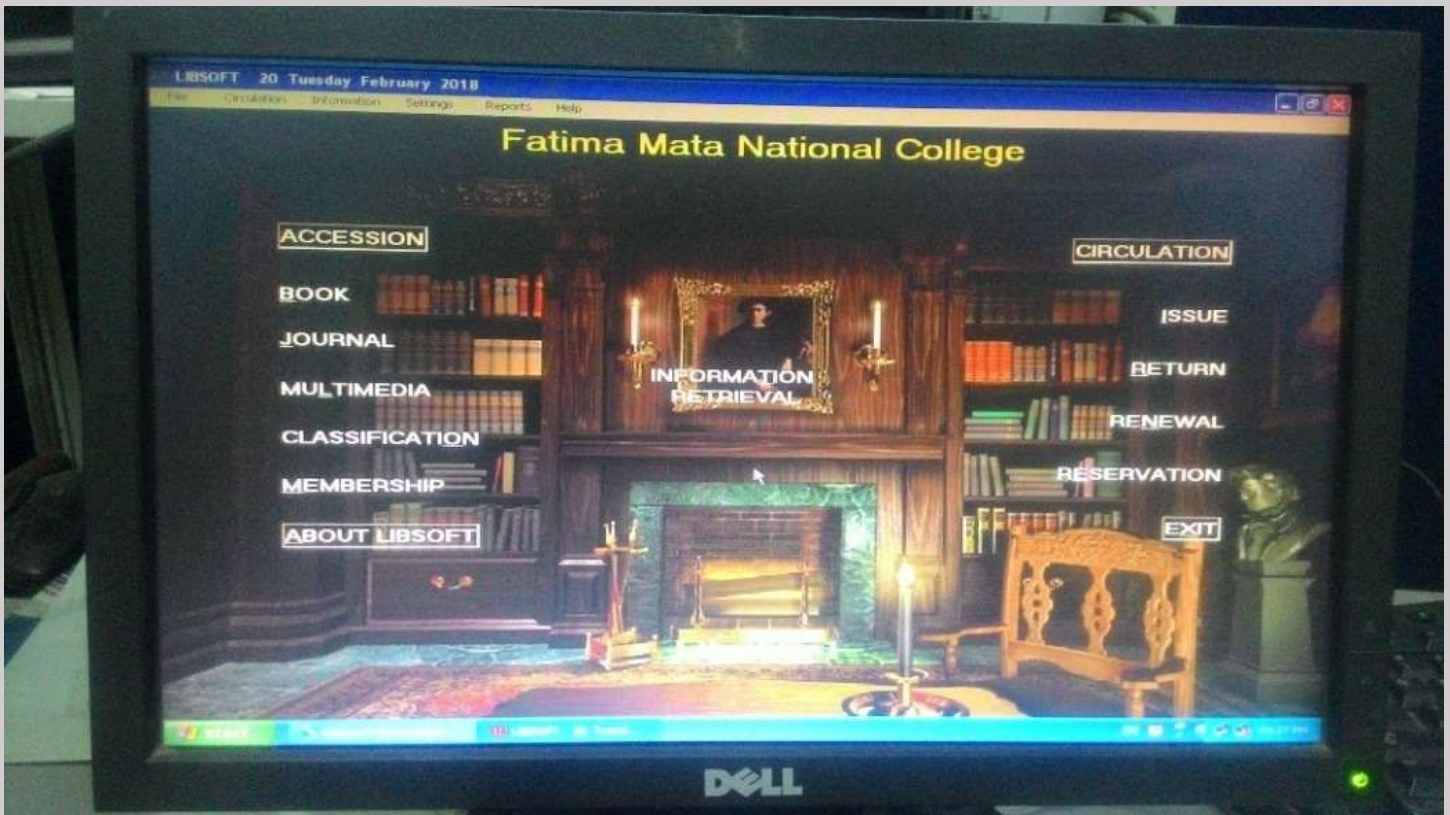 LIBSOFT 20 Tuesday February 2018
File Circulation Information Settings Reports Help
Fatima Mata National College
ACCESSION
BOOK
JOURNAL
MULTIMEDIA
CLASSIFICATION
MEMBERSHIP
ABOUT LIBSOFT
INFORMATION
RETRIEVAL
CIRCULATION
ISSUE
RETURN
RENEWAL
RESERVATION
EXIT
start
DELL